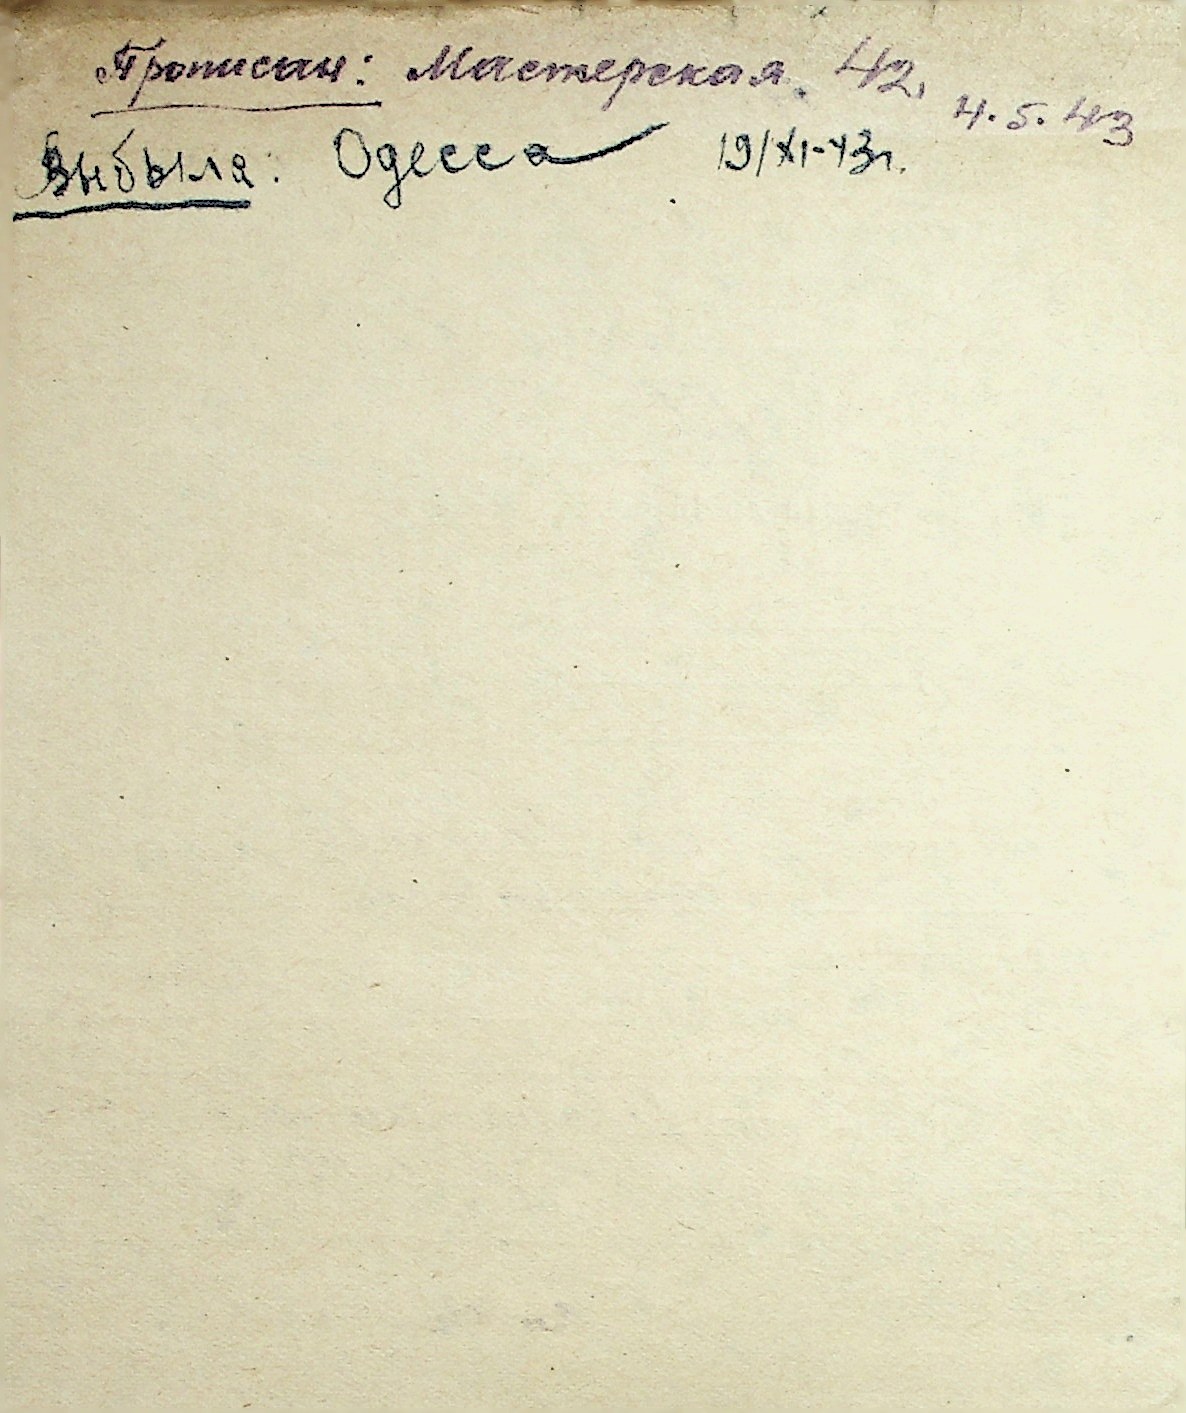 Прописан: Мастерская 42, 4.5.43
Выбыла: Одесса 19/XI-43г.